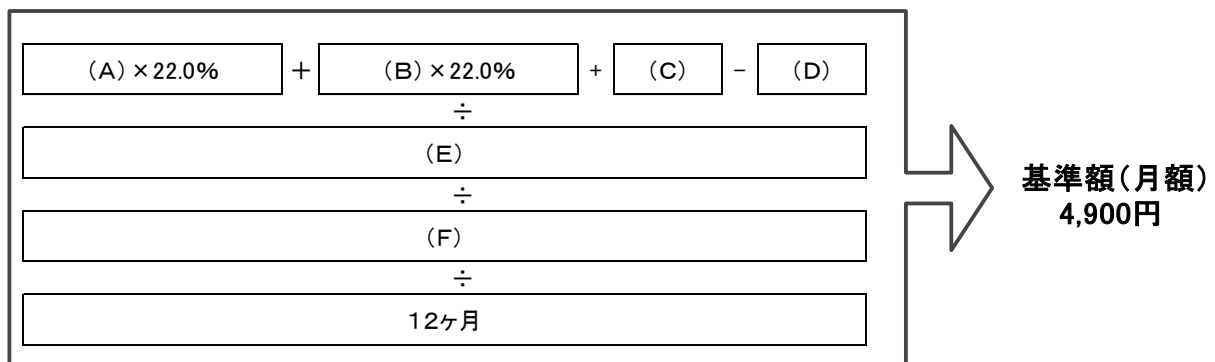 (A)×22.0% + (B)×22.0% + (C) － (D)
÷
(E)
÷
(F)
÷
12ヶ月
基準額(月額)
4,900円